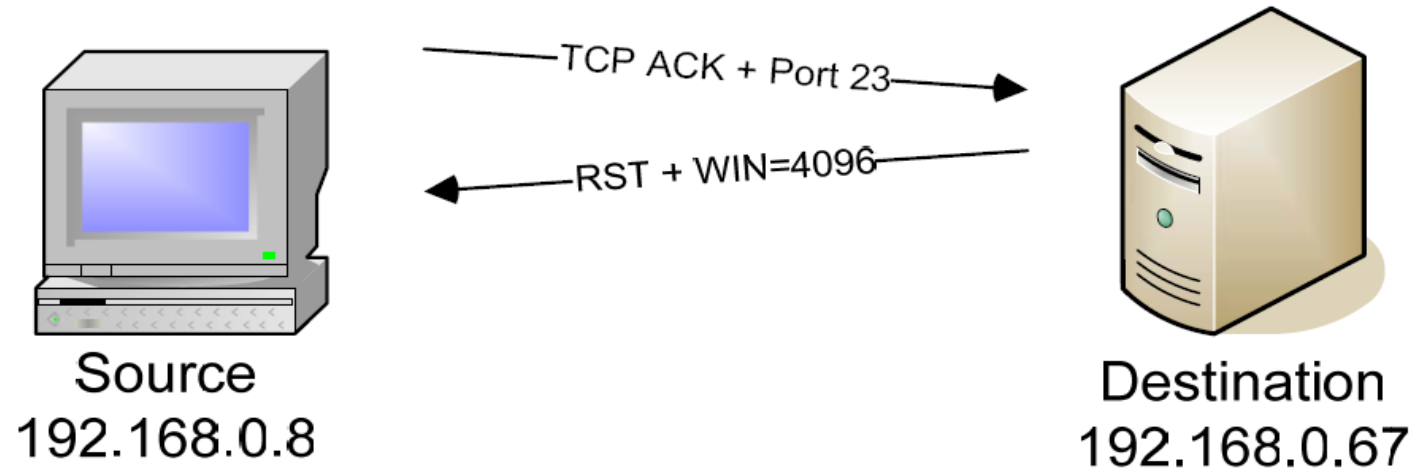 TCP ACK + Port 23
RST + WIN=4096
Source
192.168.0.8
Destination
192.168.0.67